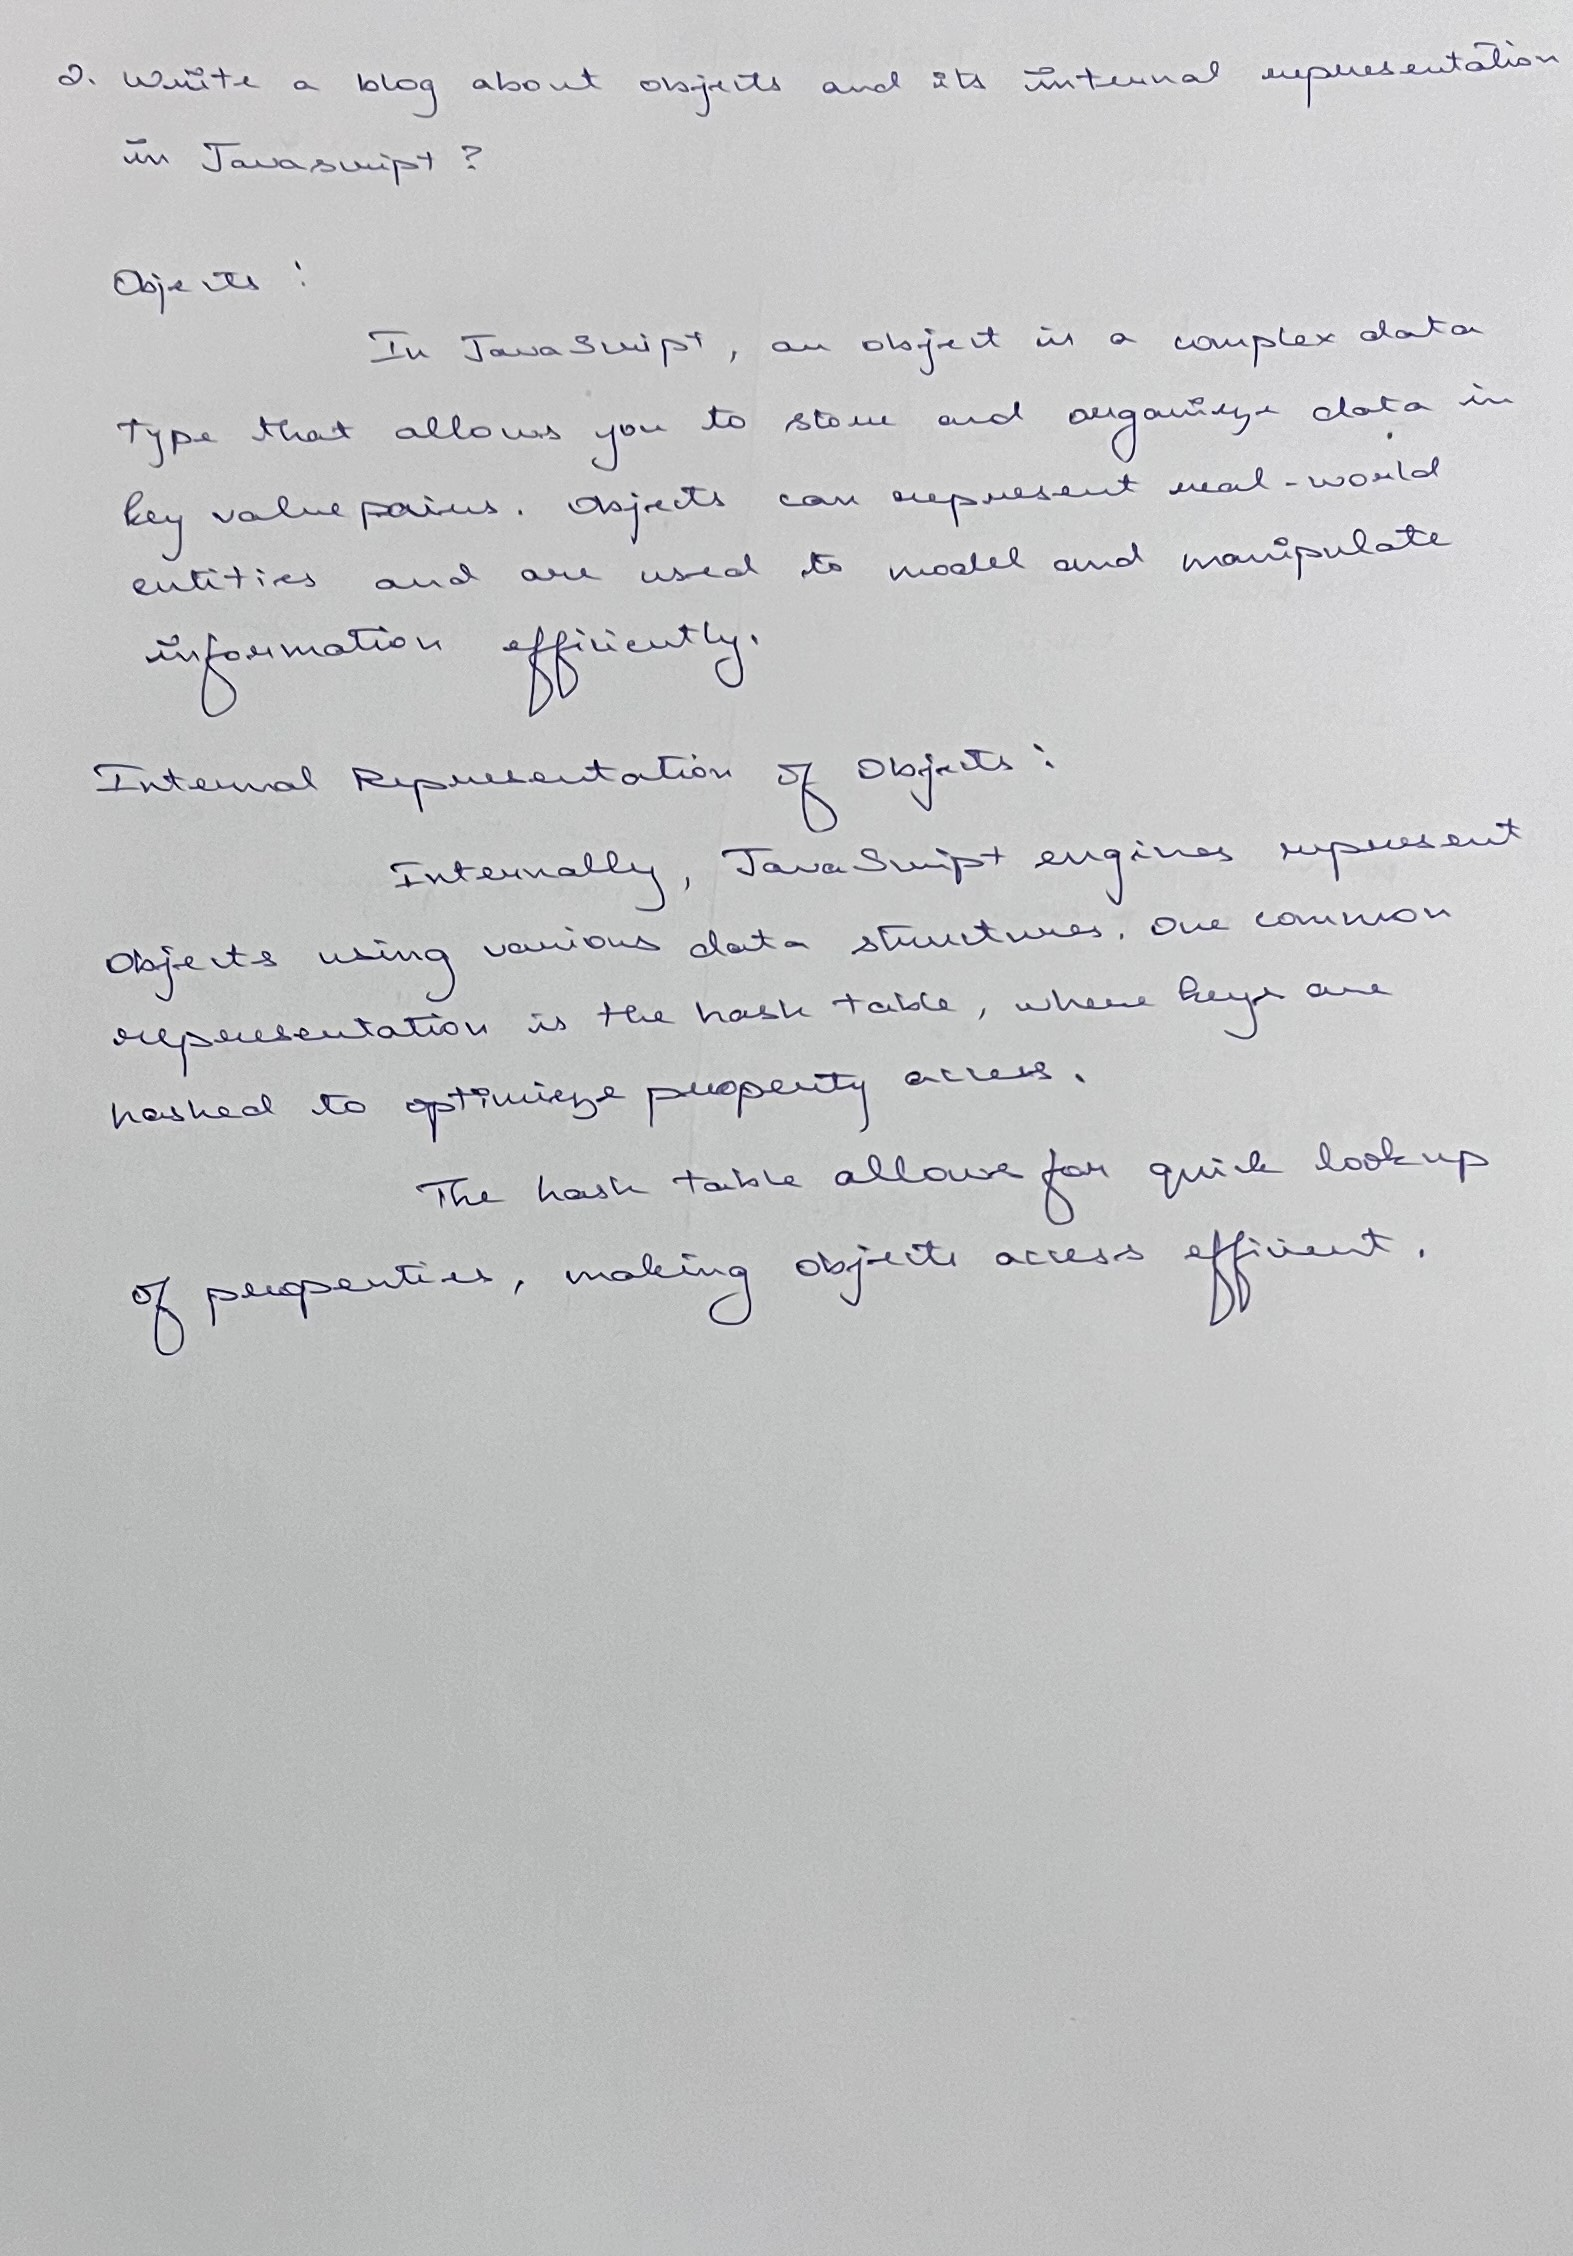 2. Write a blog about objects and its internal representation
in Javascript ?
Objects :
In JavaScript, an object is a complex data
Type that allows you to store and organize data in
key value pairs. Objects can represent real-world
entities and are used to model and manipulate
information efficiently.
Internal Representation of Objects :
Internally, JavaScript engines represent
Objects using various data structures. One common
representation is the hash table, where keys are
hashed to optimize property access.
The hash table allows for quick lookup
of properties, making objects access efficient.